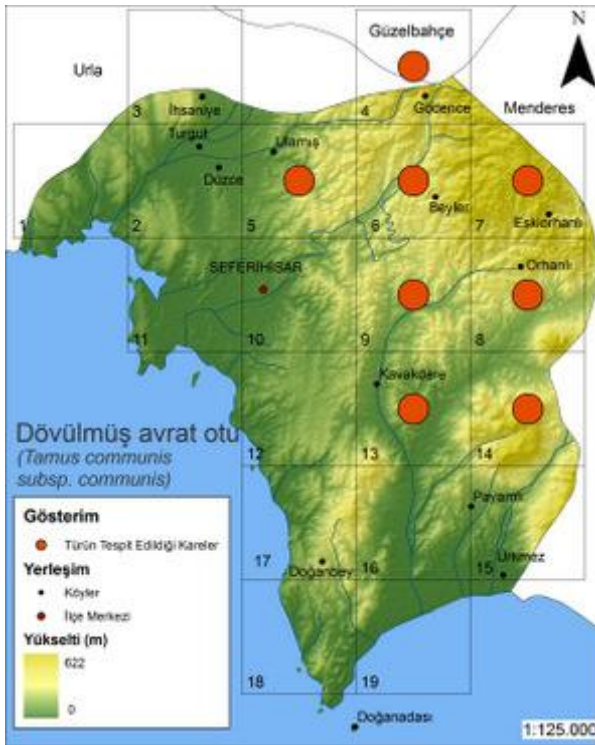 N
Güzelbahçe
Urla
3
4
Menderes
İhsaniye
Gödence
Turgut
Ulamış
Düzce
Beyler
1
2
5
6
7
Eskiorhanlı
SEFERİHİSAR
Orhanlı
11
10
9
8
Kavakdere
Dövülmüş avrat otu
(Tamus communis
subsp. communis)
12
13
14
Gösterim
Türün Tespit Edildiği Kareler
Yerleşim
Köyler
İlçe Merkezi
Yükselti (m)
622
0
Payamlı
17
Doğanbey
16
15
Ürkmez
18
19
Doğanadası
1:125.000